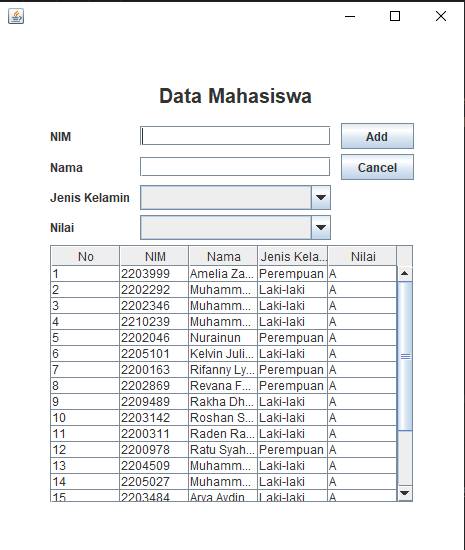 Data Mahasiswa
NIM Add
Nama Cancel
Jenis Kelamin
Nilai
No NIM Nama Jenis Kela... Nilai
1 2203999 Amelia Za... Perempuan A
2 2202292 Muhamm... Laki-laki A
3 2202346 Muhamm... Laki-laki A
4 2210239 Muhamm... Laki-laki A
5 2202046 Nurainun Perempuan A
6 2205101 Kelvin Juli... Laki-laki A
7 2200163 Rifanny Ly... Perempuan A
8 2202869 Revana F... Perempuan A
9 2209489 Rakha Dh... Laki-laki A
10 2203142 Roshan S... Laki-laki A
11 2200311 Raden Ra... Laki-laki A
12 2200978 Ratu Syah... Perempuan A
13 2204509 Muhamm... Laki-laki A
14 2205027 Muhamm... Laki-laki A
15 2203484 Arya Aydin... Laki-laki A